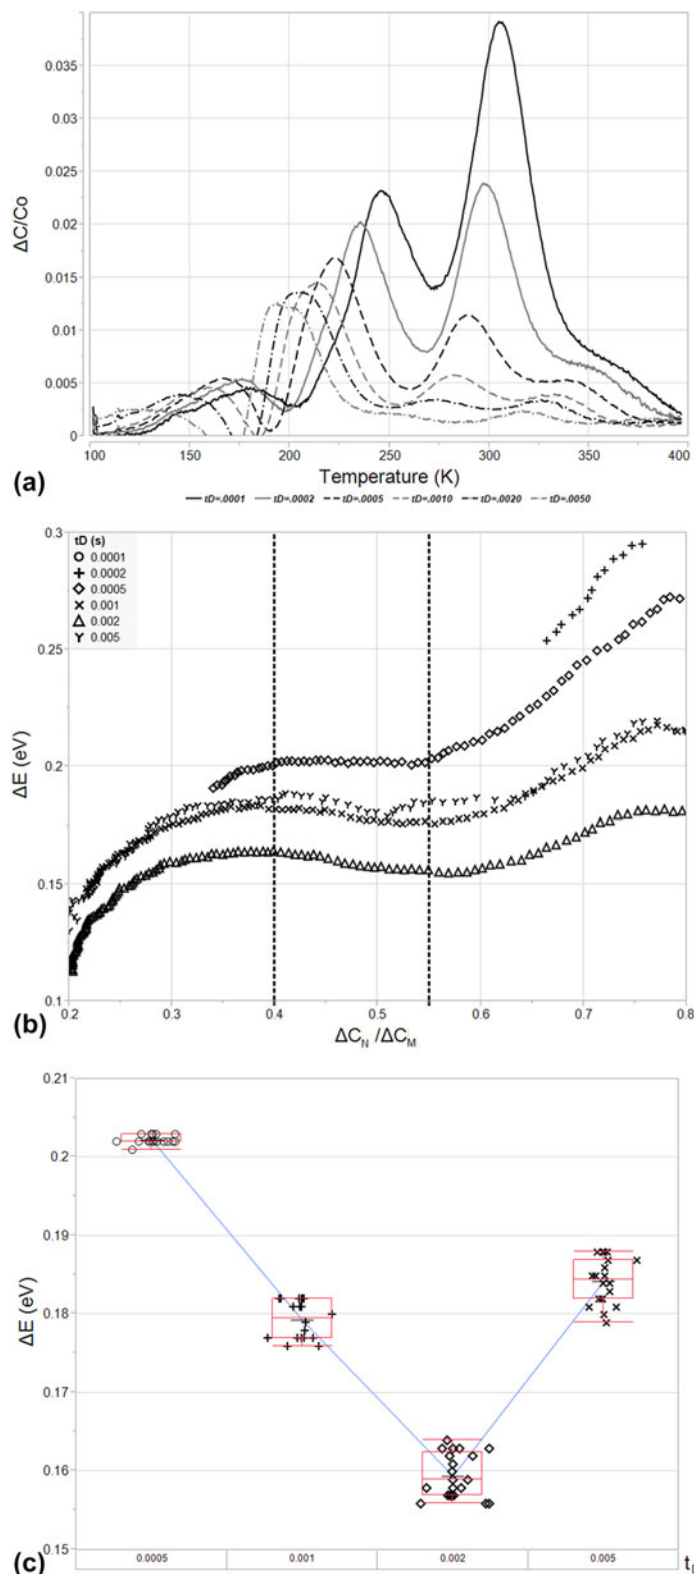 0.035
0.03
0.025
0.02
0.015
0.01
0.005
0
ΔC/Co
100 150 200 250 300 350 400
Temperature (K)
(a)
tD=.0001 tD=.0002 tD=.0005 tD=.0010 tD=.0020 tD=.0050
0.3
0.25
0.2
0.15
0.1
ΔE (eV)
tD (s)
0.0001
0.0002
0.0005
0.001
0.002
0.005
0.2 0.3 0.4 0.5 0.6 0.7 0.8
ΔC_N /ΔC_M
(b)
0.21
0.2
0.19
0.18
0.17
0.16
0.15
ΔE (eV)
0.0005 0.001 0.002 0.005
(c)